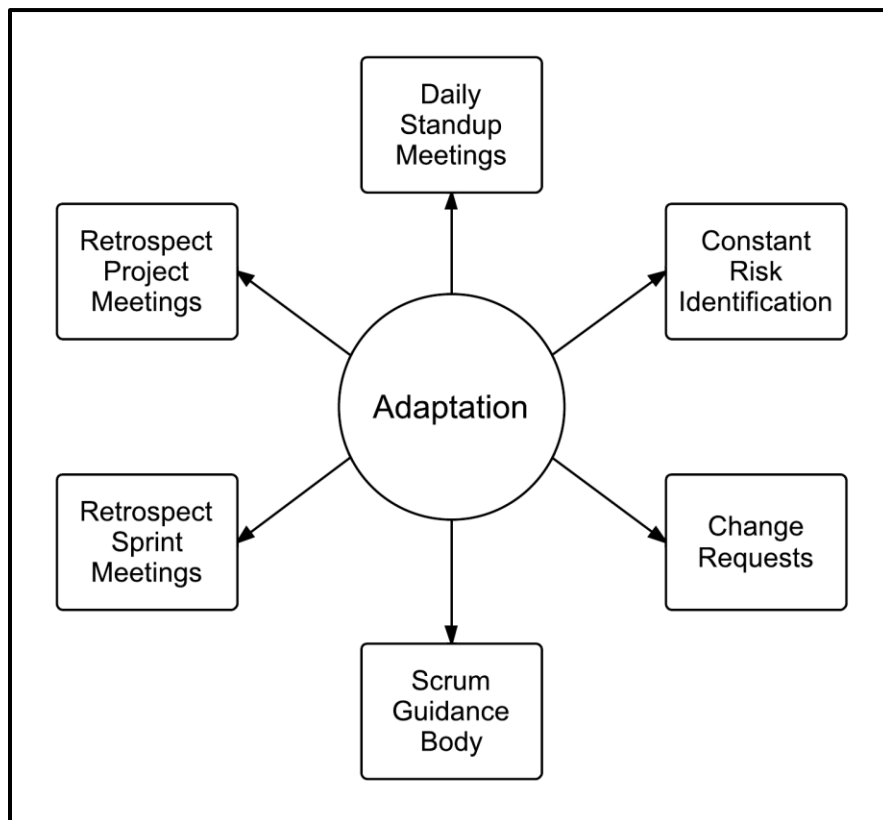 Daily
Standup
Meetings
Retrospect
Project
Meetings
Constant
Risk
Identification
Adaptation
Retrospect
Sprint
Meetings
Change
Requests
Scrum
Guidance
Body